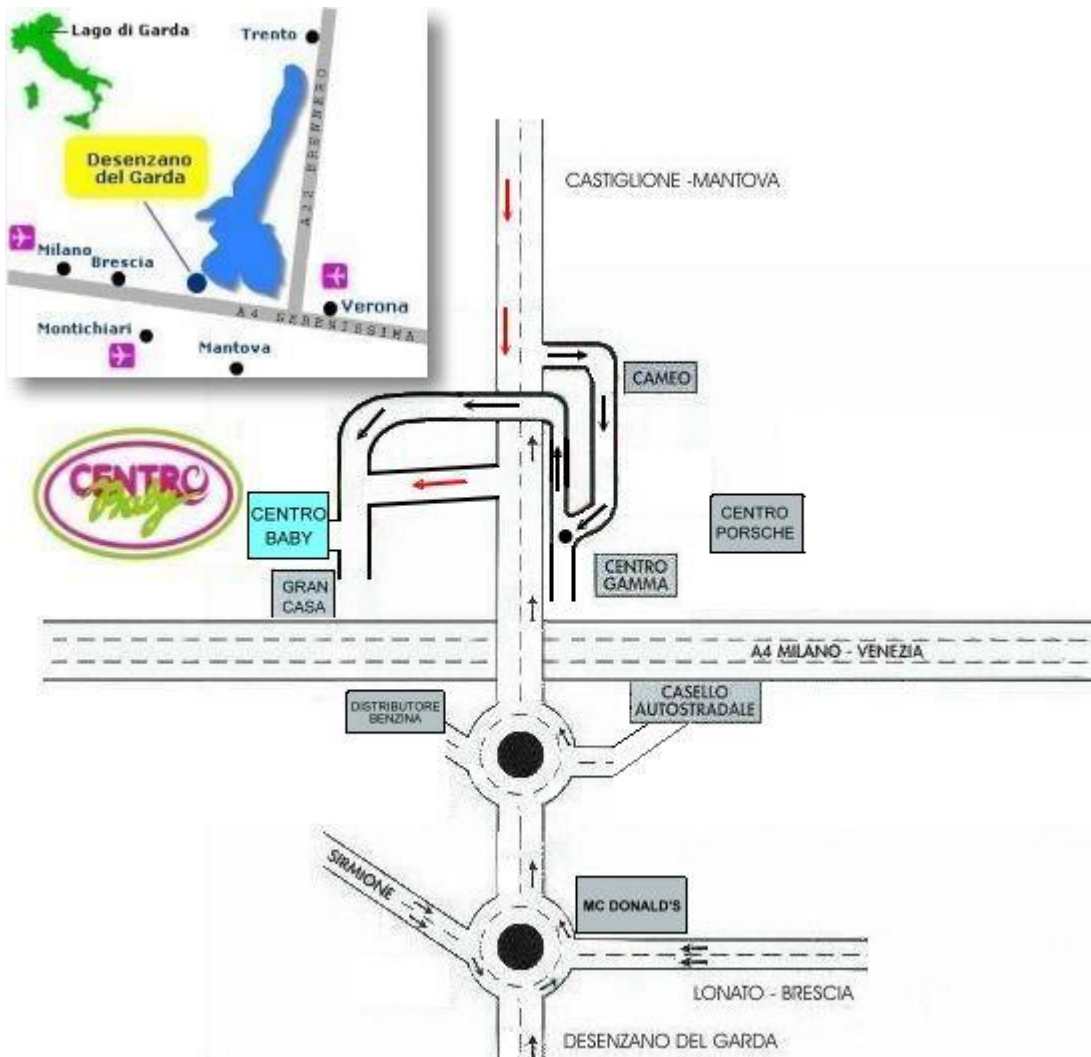 Lago di Garda
Trento
A22 BRENNERO
Desenzano
del Garda
Milano
Brescia
Verona
A4 SERENISSIMA
Montichiari
Mantova
CASTIGLIONE -MANTOVA
CAMEO
CENTRO
Baby
CENTRO
BABY
CENTRO
PORSCHE
GRAN
CASA
CENTRO
GAMMA
A4 MILANO - VENEZIA
DISTRIBUTORE
BENZINA
CASELLO
AUTOSTRADALE
SIRMIONE
MC DONALD'S
LONATO - BRESCIA
DESENZANO DEL GARDA